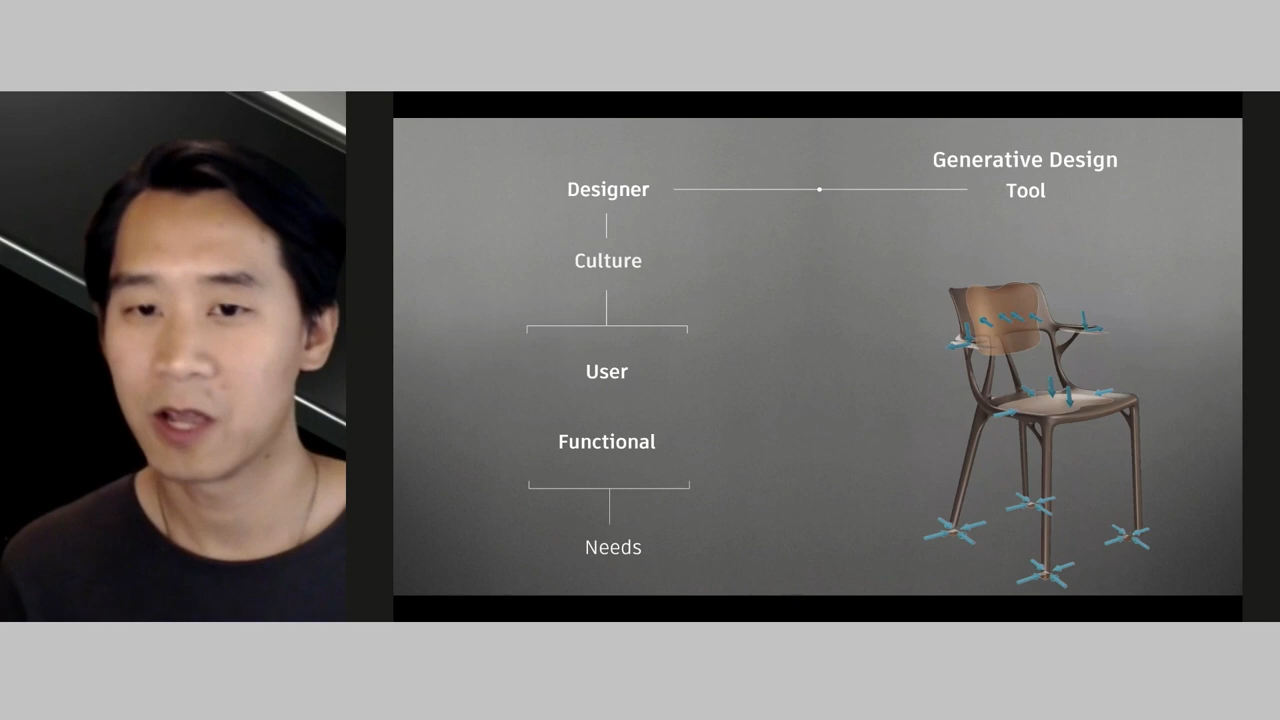 Generative Design
Designer
Tool
Culture
User
Functional
Needs